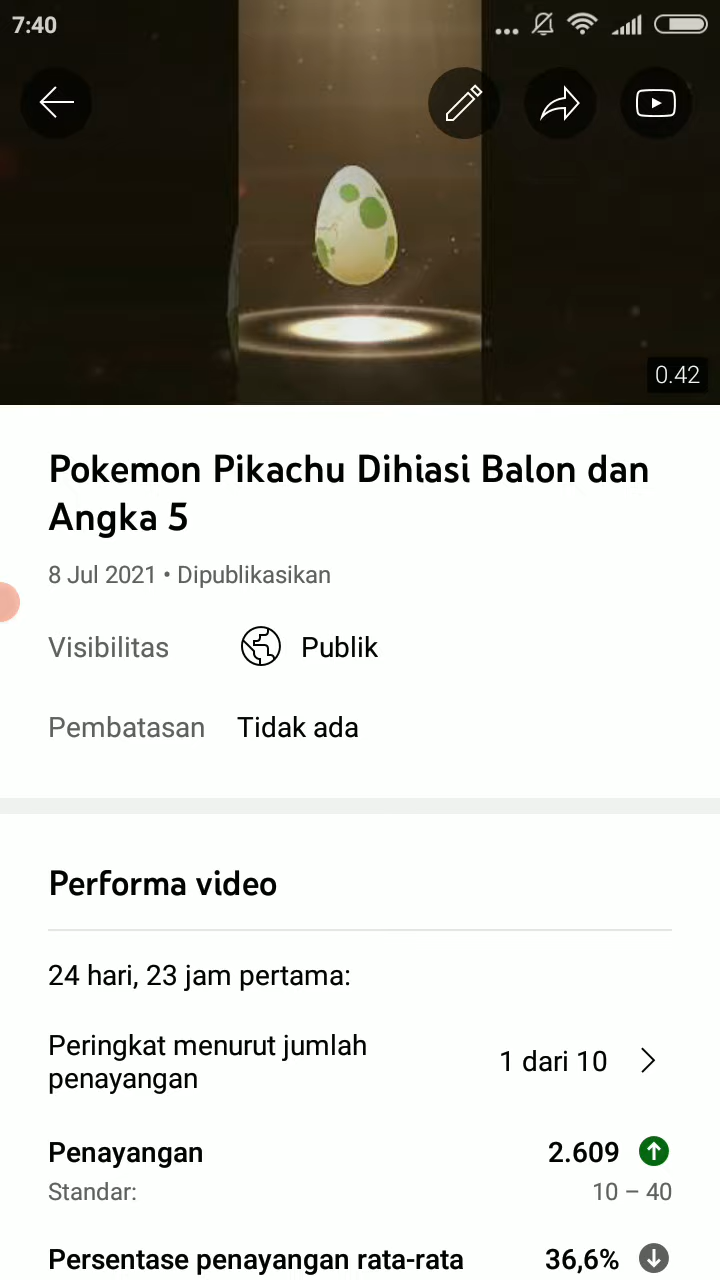 7:40
0.42
Pokemon Pikachu Dihiasi Balon dan
Angka 5
8 Jul 2021 • Dipublikasikan
Visibilitas Publik
Pembatasan Tidak ada
Performa video
24 hari, 23 jam pertama:
Peringkat menurut jumlah
penayangan
1 dari 10
Penayangan 2.609
Standar: 10 – 40
Persentase penayangan rata-rata 36,6%